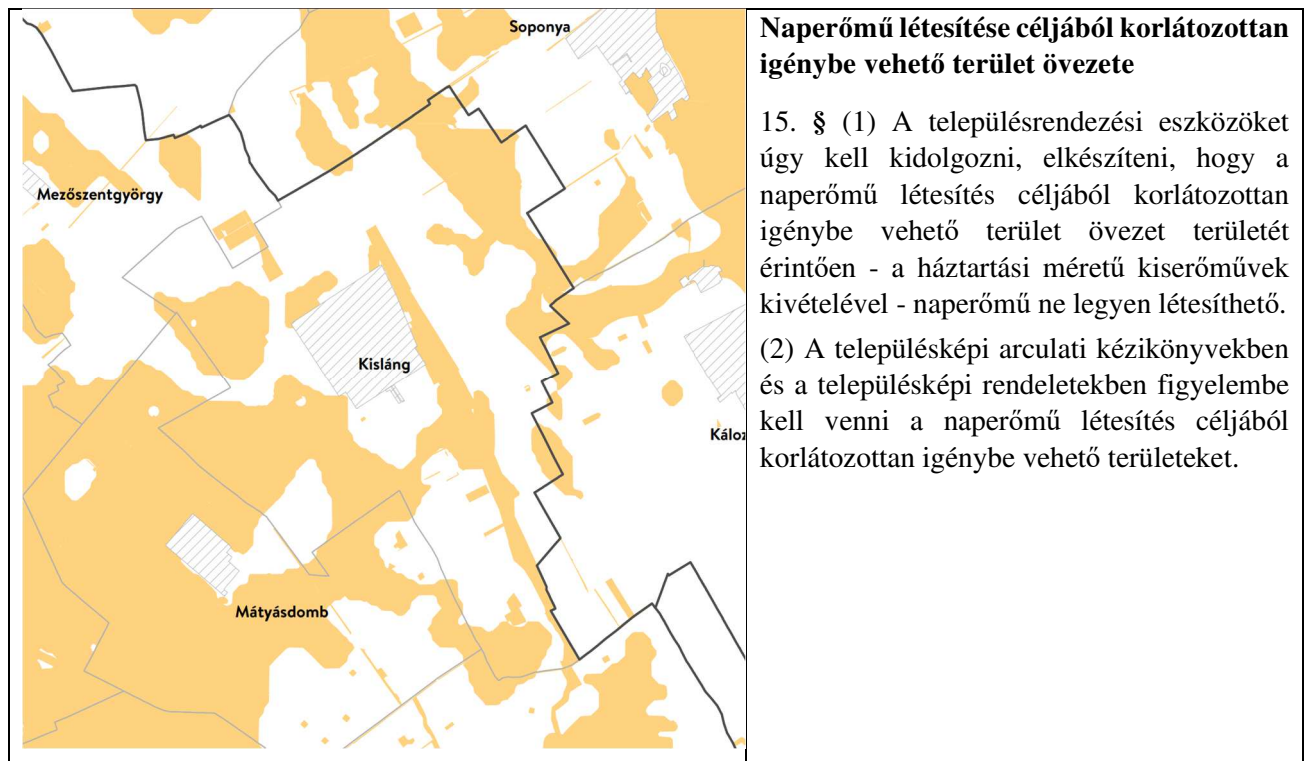 Soponya
Mezőszentgyörgy
Kisláng
Káloz
Mátyásdomb
Naperőmű létesítése céljából korlátozottan
igénybe vehető terület övezete
15. § (1) A településrendezési eszközöket
úgy kell kidolgozni, elkészíteni, hogy a
naperőmű létesítés céljából korlátozottan
igénybe vehető terület övezet területét
érintően - a háztartási méretű kiserőművek
kivételével - naperőmű ne legyen létesíthető.
(2) A településképi arculati kézikönyvekben
és a településképi rendeletekben figyelembe
kell venni a naperőmű létesítés céljából
korlátozottan igénybe vehető területeket.